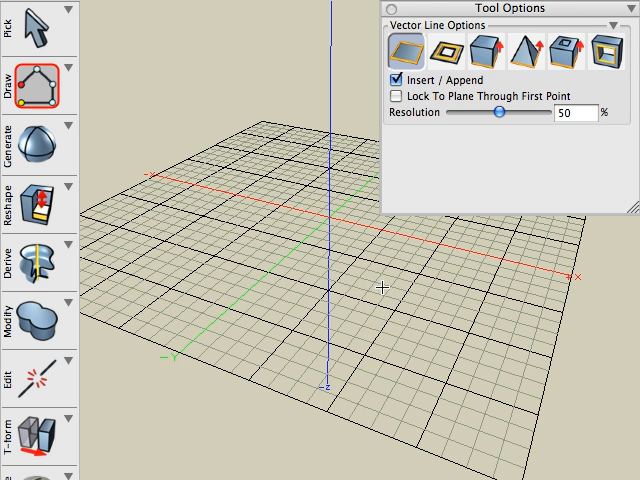 Pick
Draw
Generate
Reshape
Derive
Modify
Edit
T-form
Tool Options
Vector Line Options
Insert / Append
Lock To Plane Through First Point
Resolution 50 %
-x
+ x
-Y
-z